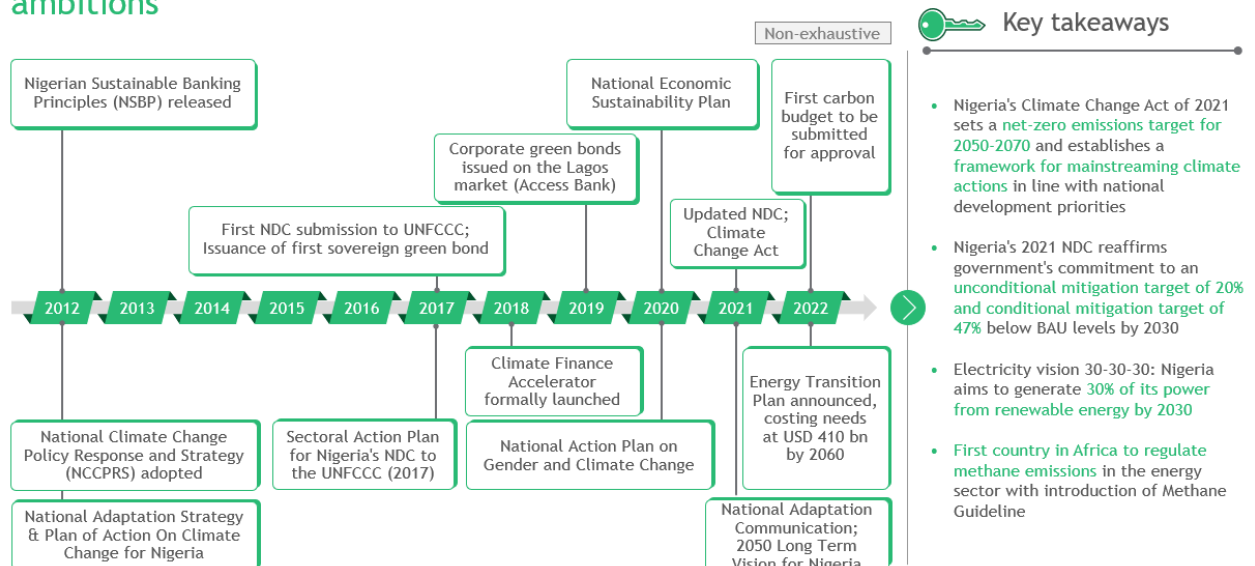 ambitions
Non-exhaustive
Nigerian Sustainable Banking
Principles (NSBP) released
National Economic
Sustainability Plan
First carbon
budget to be
submitted
for approval
Corporate green bonds
issued on the Lagos
market (Access Bank)
First NDC submission to UNFCCC;
Issuance of first sovereign green bond
Updated NDC;
Climate
Change Act
2012 2013 2014 2015 2016 2017 2018 2019 2020 2021 2022
Climate Finance
Accelerator
formally launched
Energy Transition
Plan announced,
costing needs
at USD 410 bn
by 2060
National Climate Change
Policy Response and Strategy
(NCCPRS) adopted
Sectoral Action Plan
for Nigeria's NDC to
the UNFCCC (2017)
National Action Plan on
Gender and Climate Change
National Adaptation Strategy
& Plan of Action On Climate
Change for Nigeria
National Adaptation
Communication;
2050 Long Term
Vision for Nigeria
Key takeaways
• Nigeria's Climate Change Act of 2021
sets a net-zero emissions target for
2050-2070 and establishes a
framework for mainstreaming climate
actions in line with national
development priorities
• Nigeria's 2021 NDC reaffirms
government's commitment to an
unconditional mitigation target of 20%
and conditional mitigation target of
47% below BAU levels by 2030
• Electricity vision 30-30-30: Nigeria
aims to generate 30% of its power
from renewable energy by 2030
• First country in Africa to regulate
methane emissions in the energy
sector with introduction of Methane
Guideline